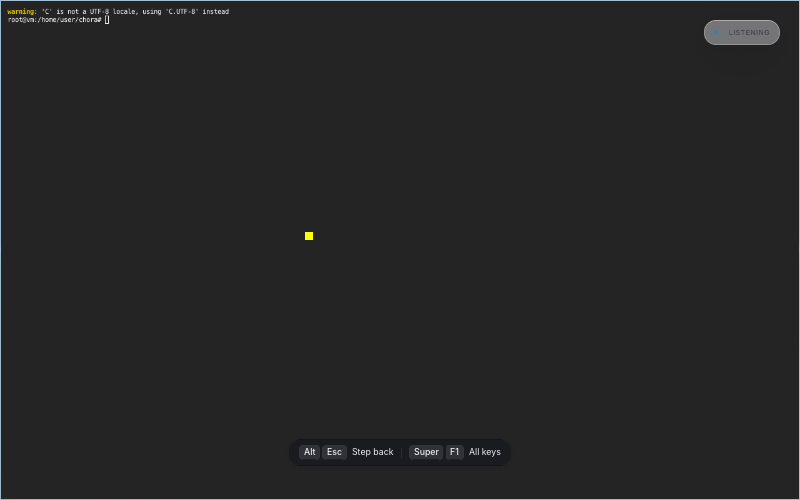 warning: 'C' is not a UTF-8 locale, using 'C.UTF-8' instead
root@vm:/home/user/chora#
LISTENING
Alt Esc Step back Super F1 All keys